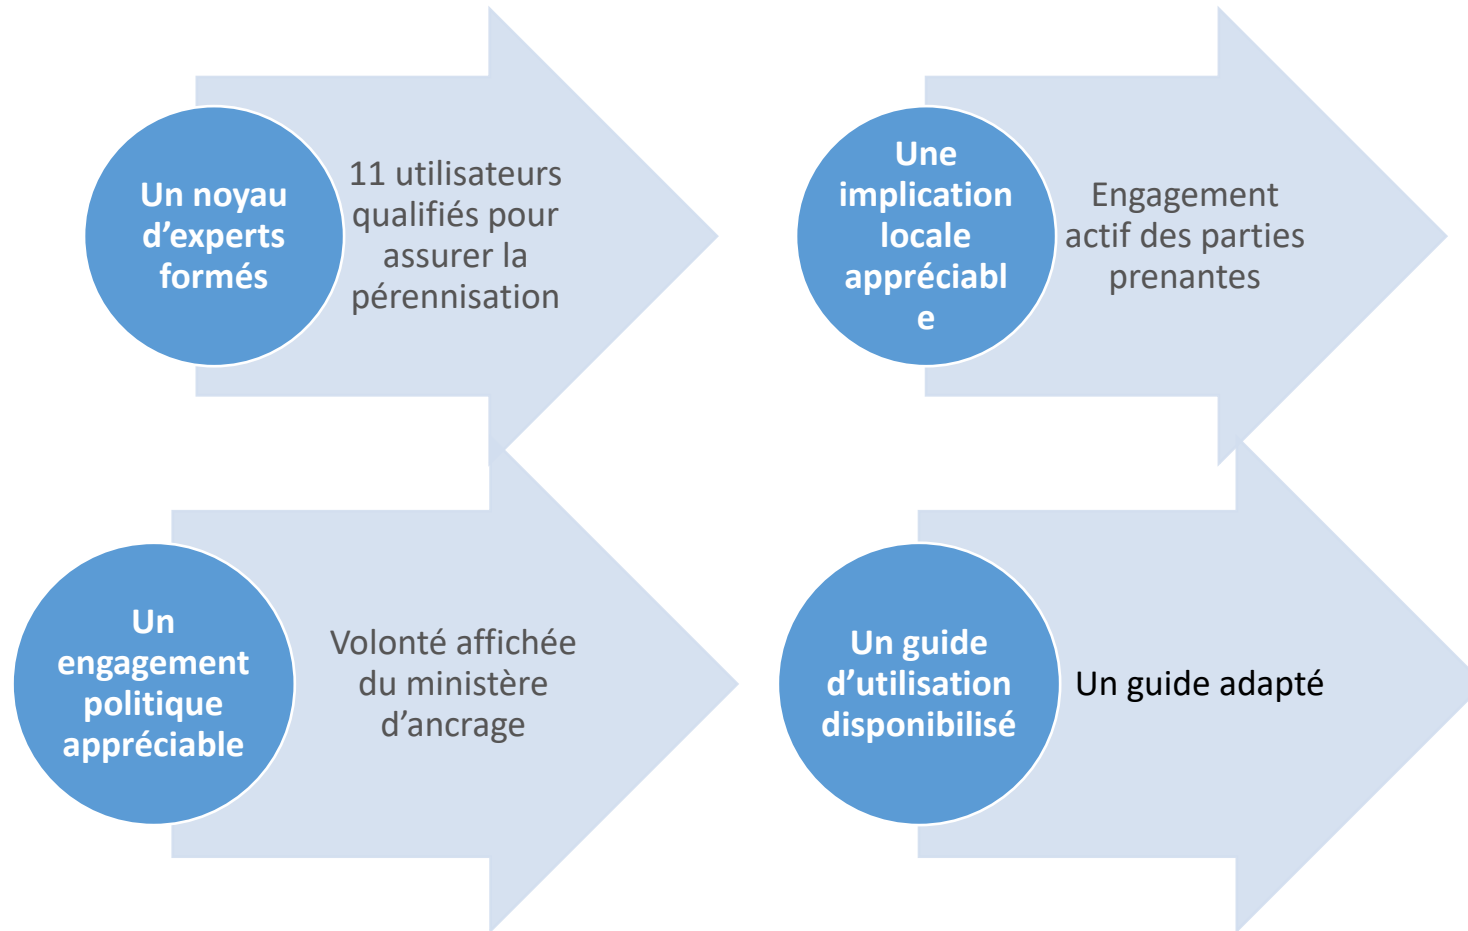 Un noyau
d’experts
formés
11 utilisateurs
qualifiés pour
assurer la
pérennisation
Une
implication
locale
appréciabl
e
Engagement
actif des parties
prenantes
Un
engagement
politique
appréciable
Volonté affichée
du ministère
d’ancrage
Un guide
d’utilisation
disponibilisé
Un guide adapté